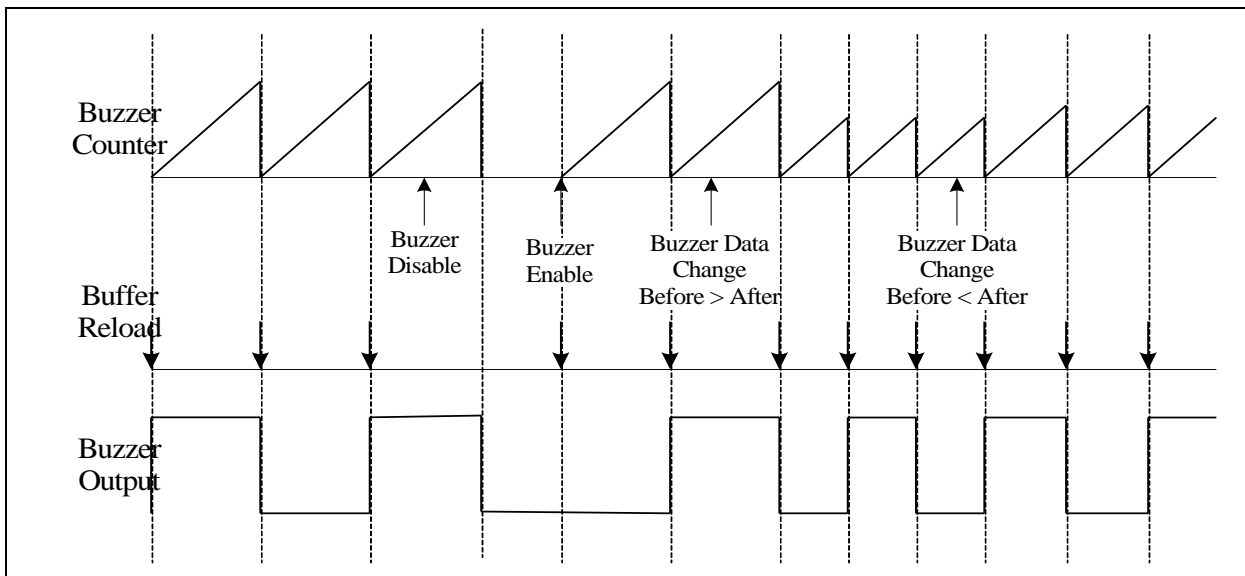 Buzzer
Counter
Buzzer
Disable
Buzzer
Enable
Buzzer Data
Change
Before > After
Buzzer Data
Change
Before < After
Buffer
Reload
Buzzer
Output